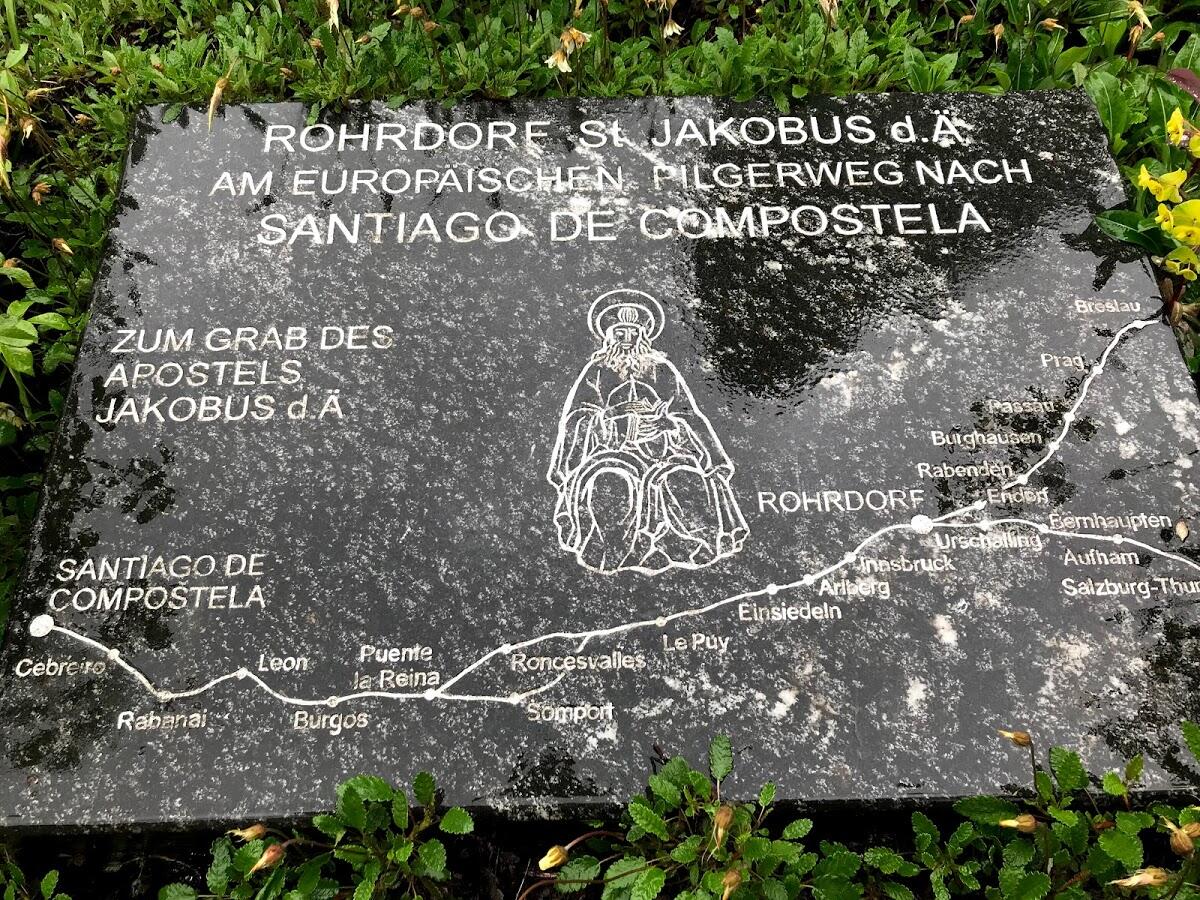 ROHRDORF St. JAKOBUS d.Ä.
AM EUROPÄISCHEN PILGERWEG NACH
SANTIAGO DE COMPOSTELA
ZUM GRAB DES
APOSTELS
JAKOBUS d.Ä
Breslau
Prag
Passau
Burghausen
Rabenden
Endorf
ROHRDORF
Bernhaupten
Urschalling
Aufham
Innsbruck
Salzburg-Thur
Arlberg
Einsiedeln
Le Puy
SANTIAGO DE
COMPOSTELA
Cebreiro
Leon
Puente
la Reina
Roncesvalles
Rabanal
Burgos
Somport